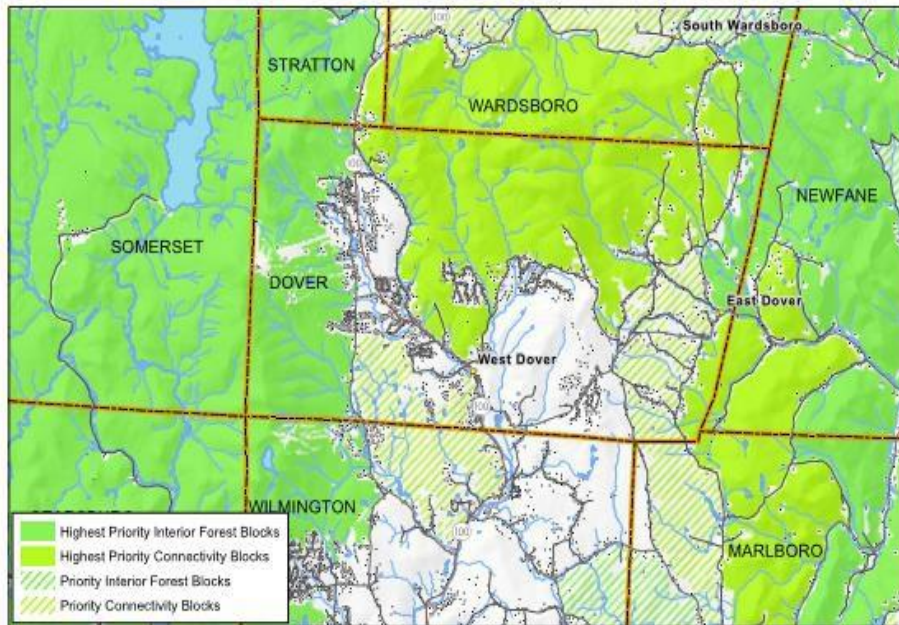 100
South Wardsboro
STRATTON
WARDSBORO
100
NEWFANE
SOMERSET
DOVER
East Dover
West Dover
100
WILMINGTON
100
MARLBORO
Highest Priority Interior Forest Blocks
Highest Priority Connectivity Blocks
Priority Interior Forest Blocks
Priority Connectivity Blocks